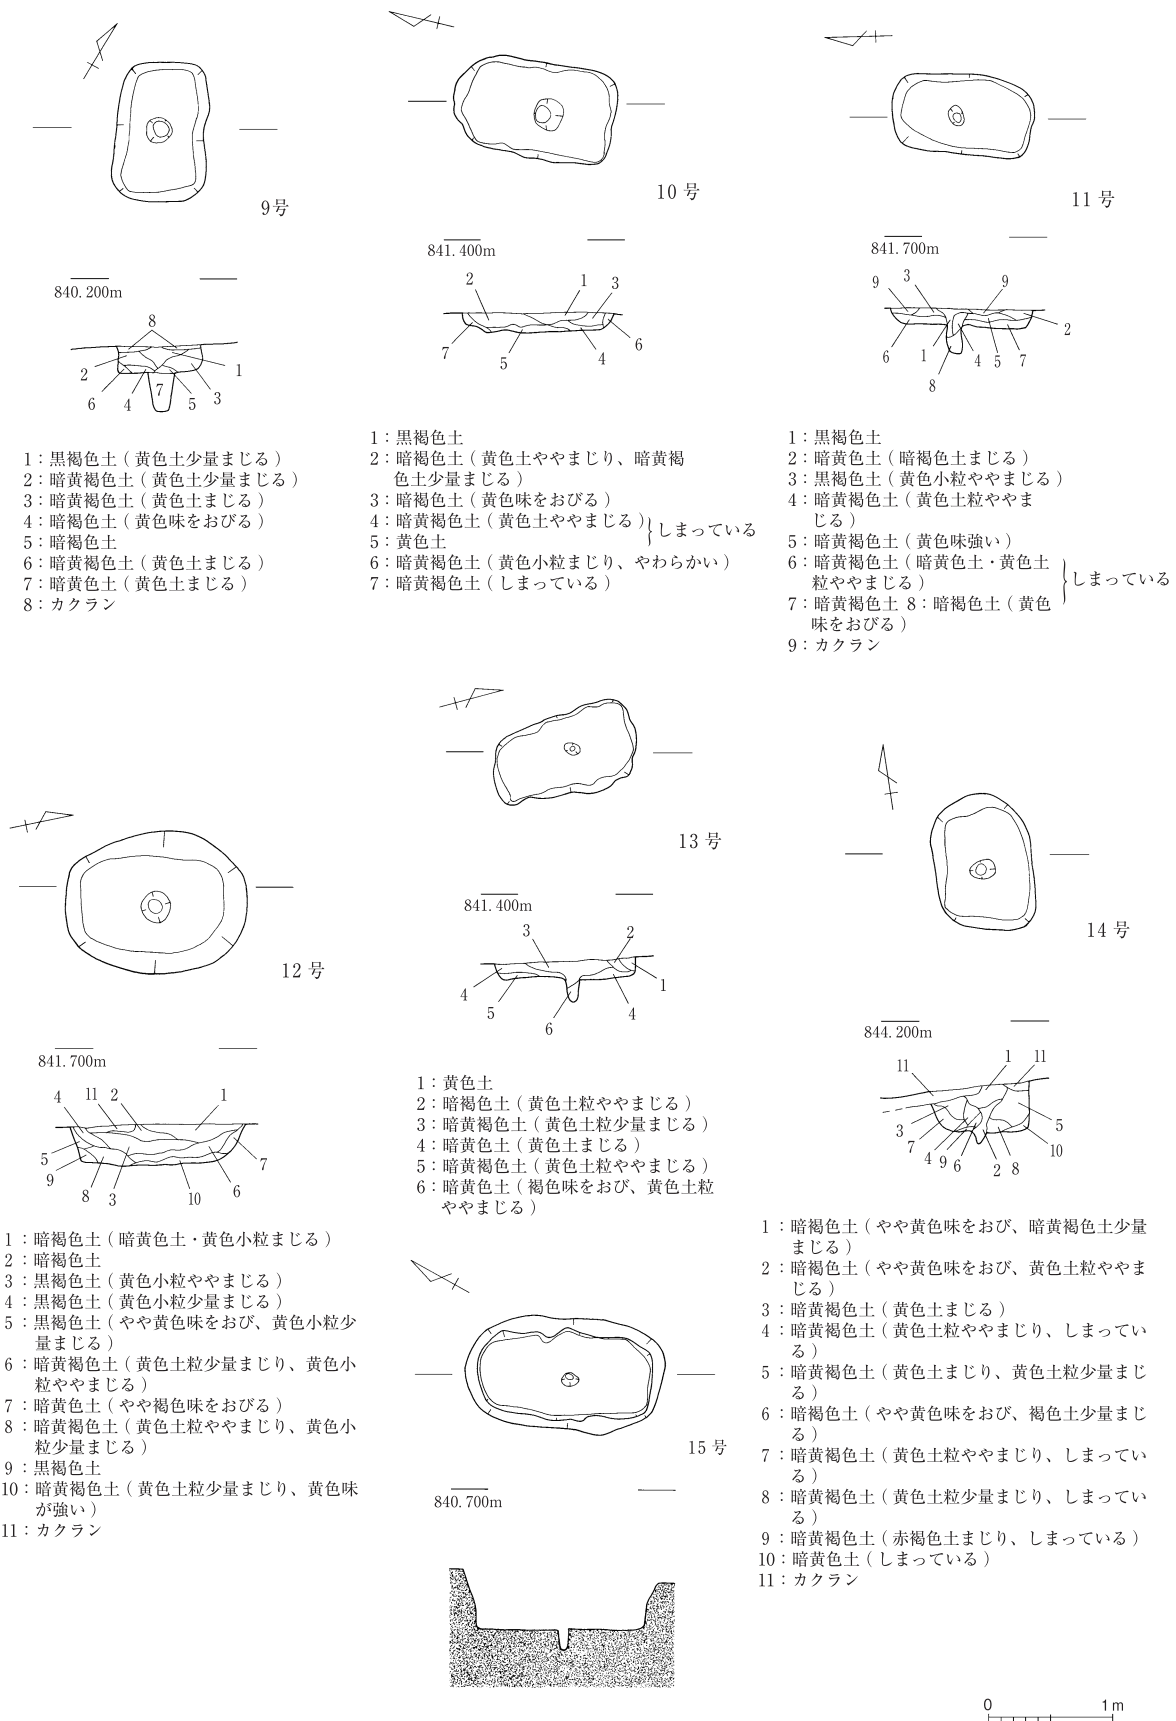 9号
840.200m
8
2
1
6
4
7
5
3
1：黒褐色土（黄色土少量まじる）
2：暗黄褐色土（黄色土少量まじる）
3：暗黄褐色土（黄色土まじる）
4：暗褐色土（黄色味をおびる）
5：暗褐色土
6：暗黄褐色土（黄色土まじる）
7：暗黄色土（黄色土まじる）
8：カクラン
10号
841.400m
2
1
3
7
5
4
6
1：黒褐色土
2：暗褐色土（黄色土ややまじり、暗黄褐
色土少量まじる）
3：暗褐色土（黄色味をおびる）
4：暗黄褐色土（黄色土ややまじる）
5：黄色土
しまっている
6：暗黄褐色土（黄色小粒まじり、やわらかい）
7：暗黄褐色土（しまっている）
11号
841.700m
9
3
9
2
6
1
4
5
7
8
1：黒褐色土
2：暗黄色土（暗褐色土まじる）
3：黒褐色土（黄色小粒ややまじる）
4：暗黄褐色土（黄色土粒ややま
じる）
5：暗黄褐色土（黄色味強い）
6：暗黄褐色土（暗黄色土・黄色土
粒ややまじる）
7：暗黄褐色土 8：暗褐色土（黄色
味をおびる）
しまっている
9：カクラン
12号
841.700m
4
11
2
1
5
9
8
3
10
6
7
1：暗褐色土（暗黄色土・黄色小粒まじる）
2：暗褐色土
3：黒褐色土（黄色小粒ややまじる）
4：黒褐色土（黄色小粒少量まじる）
5：黒褐色土（やや黄色味をおび、黄色小粒少
量まじる）
6：暗黄褐色土（黄色土粒少量まじり、黄色小
粒ややまじる）
7：暗黄色土（やや褐色味をおびる）
8：暗黄褐色土（黄色土粒ややまじり、黄色小
粒少量まじる）
9：黒褐色土
10：暗黄褐色土（黄色土粒少量まじり、黄色味
が強い）
11：カクラン
13号
841.400m
3
2
4
1
5
6
4
1：黄色土
2：暗褐色土（黄色土粒ややまじる）
3：暗黄褐色土（黄色土粒少量まじる）
4：暗黄色土（黄色土まじる）
5：暗黄褐色土（黄色土粒ややまじる）
6：暗黄色土（褐色味をおび、黄色土粒
ややまじる）
14号
844.200m
11
1
11
3
5
7
4
9
6
2
8
10
1：暗褐色土（やや黄色味をおび、暗黄褐色土少量
まじる）
2：暗褐色土（やや黄色味をおび、黄色土粒ややま
じる）
3：暗黄褐色土（黄色土まじる）
4：暗黄褐色土（黄色土粒ややまじり、しまってい
る）
5：暗黄褐色土（黄色土まじり、黄色土粒少量まじ
る）
6：暗褐色土（やや黄色味をおび、褐色土少量まじ
る）
7：暗黄褐色土（黄色土粒ややまじり、しまってい
る）
8：暗黄褐色土（黄色土粒少量まじり、しまってい
る）
9：暗黄褐色土（赤褐色土まじり、しまっている）
10：暗黄色土（しまっている）
11：カクラン
15号
840.700m
0
1m